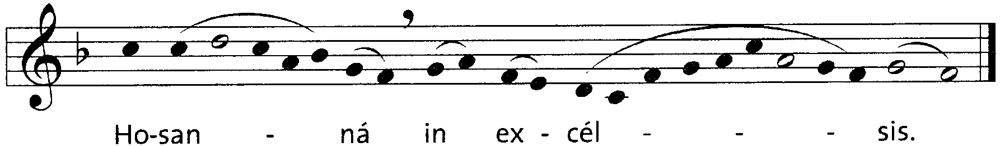 Ho-san - ná in ex - cél - - - sis.